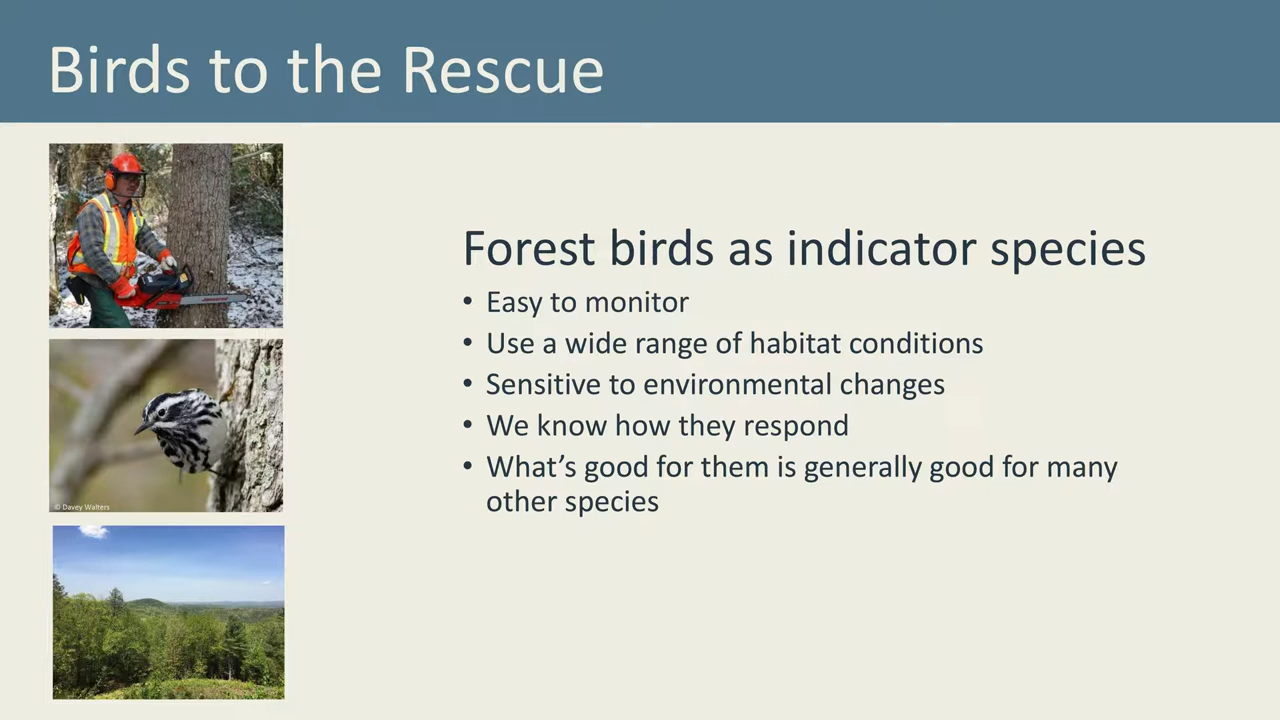 Birds to the Rescue
Forest birds as indicator species
• Easy to monitor
• Use a wide range of habitat conditions
• Sensitive to environmental changes
• We know how they respond
• What's good for them is generally good for many
other species
© Davey Walters